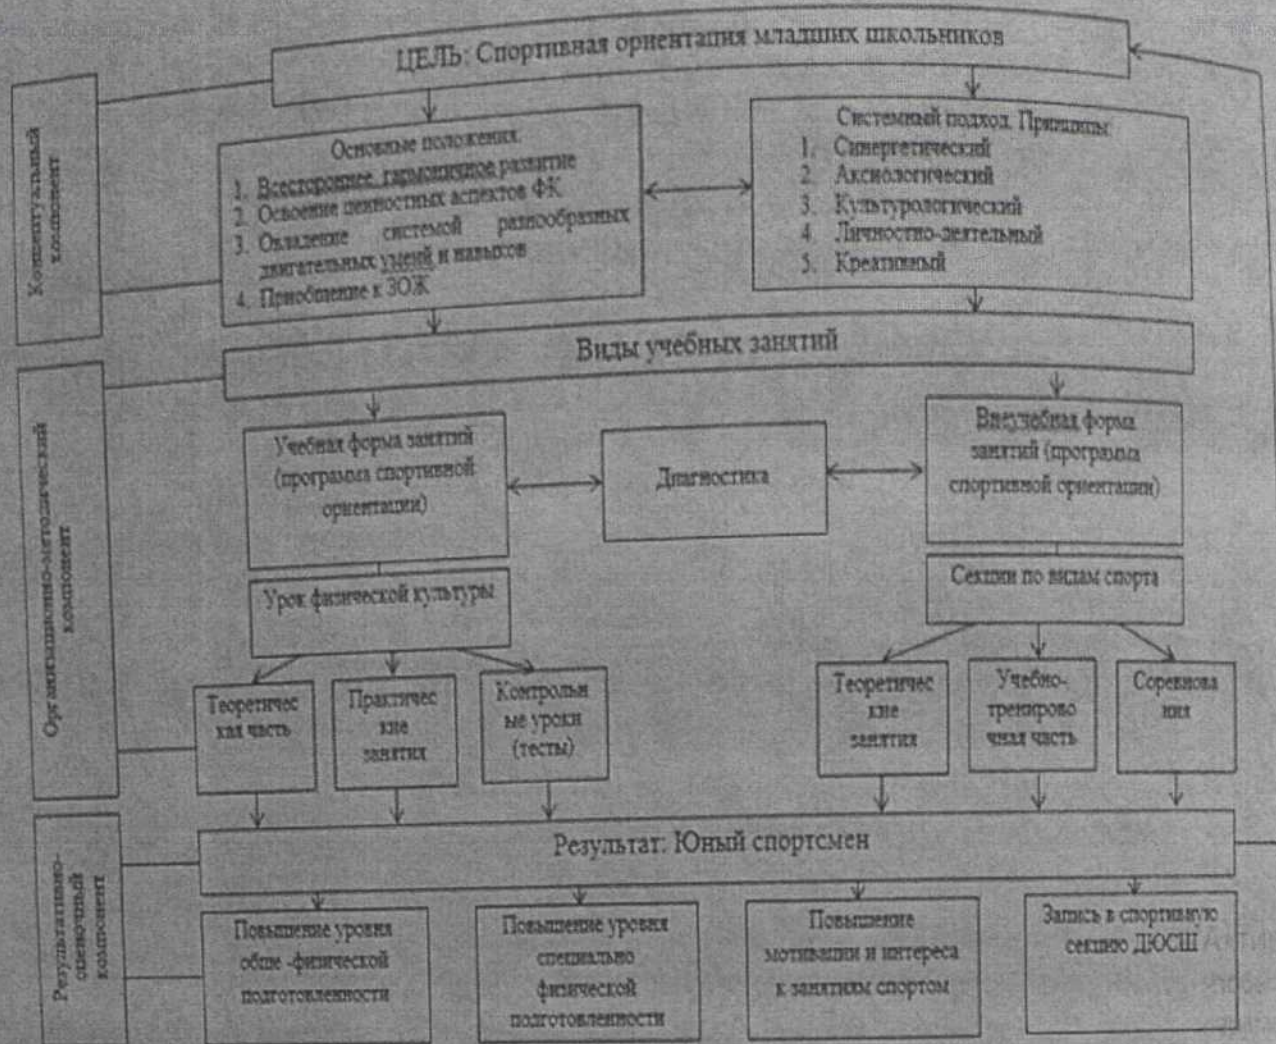 ЦЕЛЬ: Спортивная ориентация младших школьников
Концептуальный
компонент
Основные положения.
1. Всестороннее, гармоничное развитие
2. Освоение ценностных аспектов ФК
3. Овладение системой разнообразных
двигательных умений и навыков
4. Приобщение к ЗОЖ
Системный подход. Принципы
1. Синергетический
2. Аксиологический
3. Культурологический
4. Личностно-деятельный
5. Креативный
Виды учебных занятий
Организационно-методический
компонент
Учебная форма занятий
(программа спортивной
ориентации)
Диагностика
Внеучебная форма
занятий (программа
спортивной ориентации)
Урок физической культуры
Секции по видам спорта
Теоретичес
кая часть
Практичес
кие
занятия
Контрольн
ые уроки
(тесты)
Теоретичес
кие
занятия
Учебно-
тренирово
чная часть
Соревнова
ния
Результат: Юный спортсмен
Результативно-
оценочный
компонент
Повышение уровня
обще -физической
подготовленности
Повышение уровня
специально
физической
подготовленности
Повышение
мотивации и интереса
к занятиям спортом
Запись в спортивную
секцию ДЮСШ